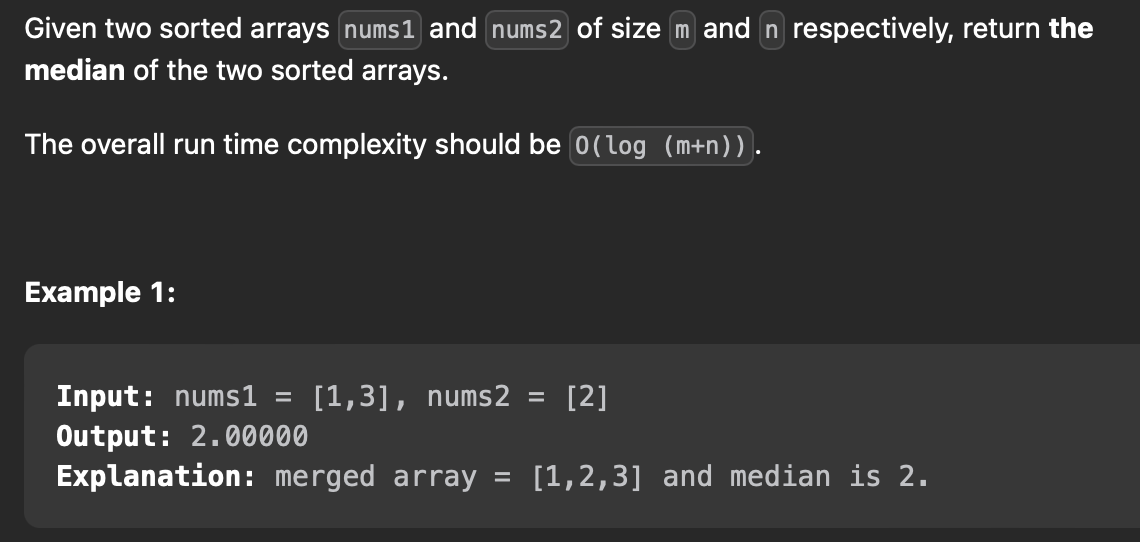 Given two sorted arrays nums1 and nums2 of size m and n respectively, return the
median of the two sorted arrays.
The overall run time complexity should be O(log (m+n)).
Example 1:
Input: nums1 = [1,3], nums2 = [2]
Output: 2.00000
Explanation: merged array = [1,2,3] and median is 2.